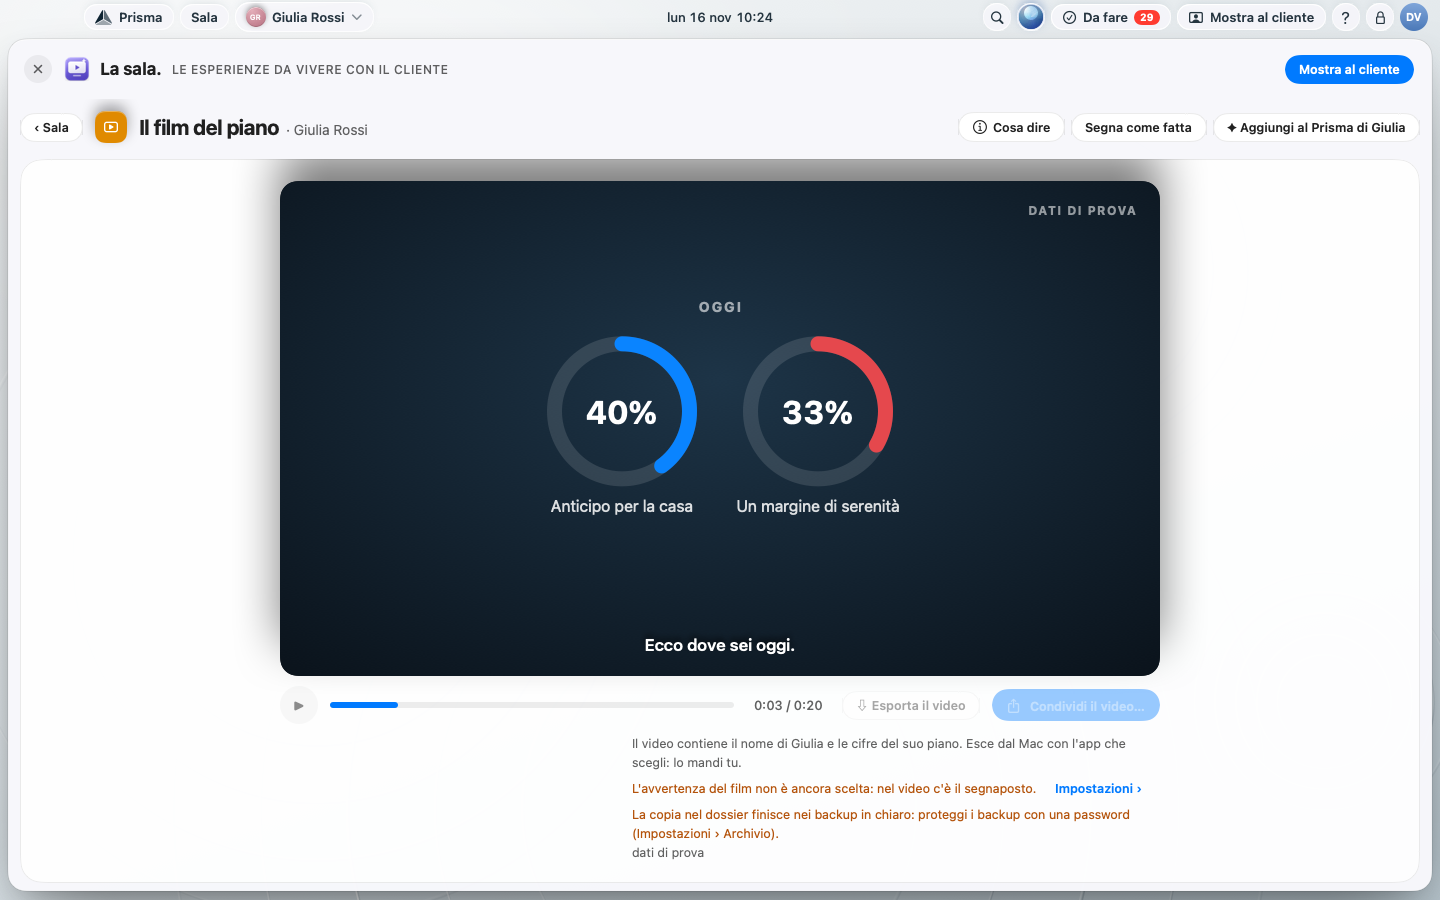 Prisma
Sala
GR Giulia Rossi
lun 16 nov 10:24
Da fare 29
Mostra al cliente
?
DV
La sala. LE ESPERIENZE DA VIVERE CON IL CLIENTE
Mostra al cliente
‹ Sala
Il film del piano · Giulia Rossi
Cosa dire
Segna come fatta
Aggiungi al Prisma di Giulia
DATI DI PROVA
OGGI
40%
33%
Anticipo per la casa
Un margine di serenità
Ecco dove sei oggi.
0:03 / 0:20
Esporta il video
Condividi il video...
Il video contiene il nome di Giulia e le cifre del suo piano. Esce dal Mac con l'app che
scegli: lo mandi tu.
L'avvertenza del film non è ancora scelta: nel video c'è il segnaposto. Impostazioni ›
La copia nel dossier finisce nei backup in chiaro: proteggi i backup con una password
(Impostazioni › Archivio).
dati di prova